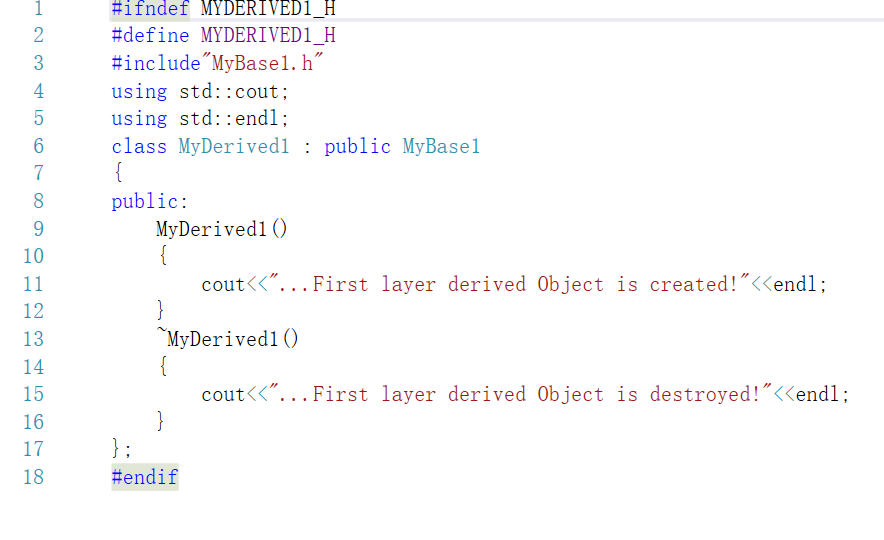 1 #ifndef MYDERIVED1_H
2 #define MYDERIVED1_H
3 #include"MyBase1.h"
4 using std::cout;
5 using std::endl;
6 class MyDerived1 : public MyBase1
7 {
8 public:
9     MyDerived1()
10     {
11         cout<<"...First layer derived Object is created!"<<endl;
12     }
13     ~MyDerived1()
14     {
15         cout<<"...First layer derived Object is destroyed!"<<endl;
16     }
17 };
18 #endif